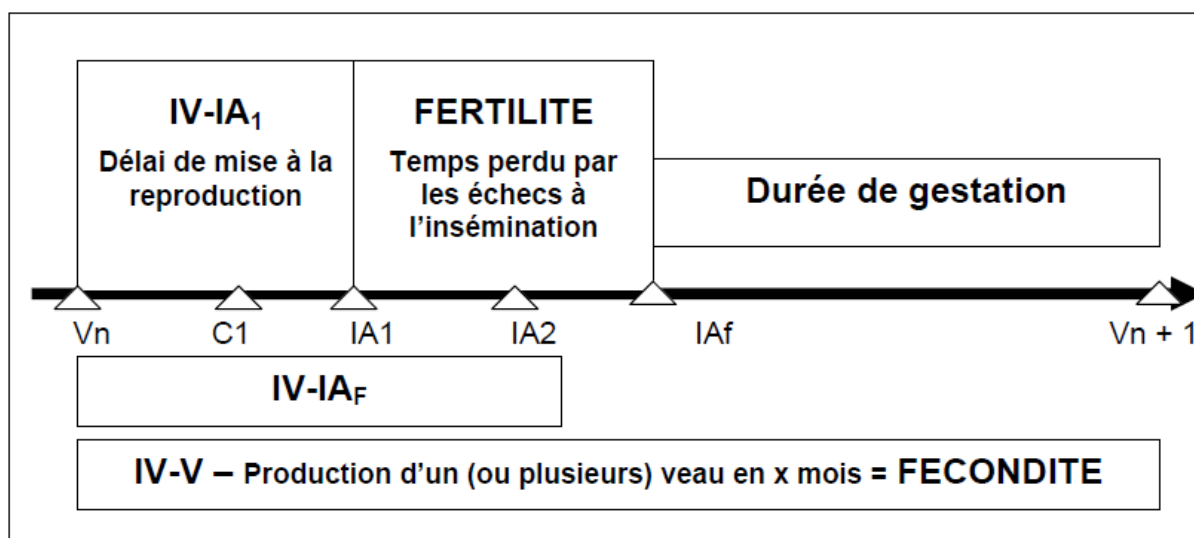 IV-IA₁
Délai de mise à la
reproduction
FERTILITE
Temps perdu par
les échecs à
l'insémination
Durée de gestation
Vn C1 IA1 IA2 IAf Vn + 1
IV-IA_F
IV-V – Production d'un (ou plusieurs) veau en x mois = FECONDITE